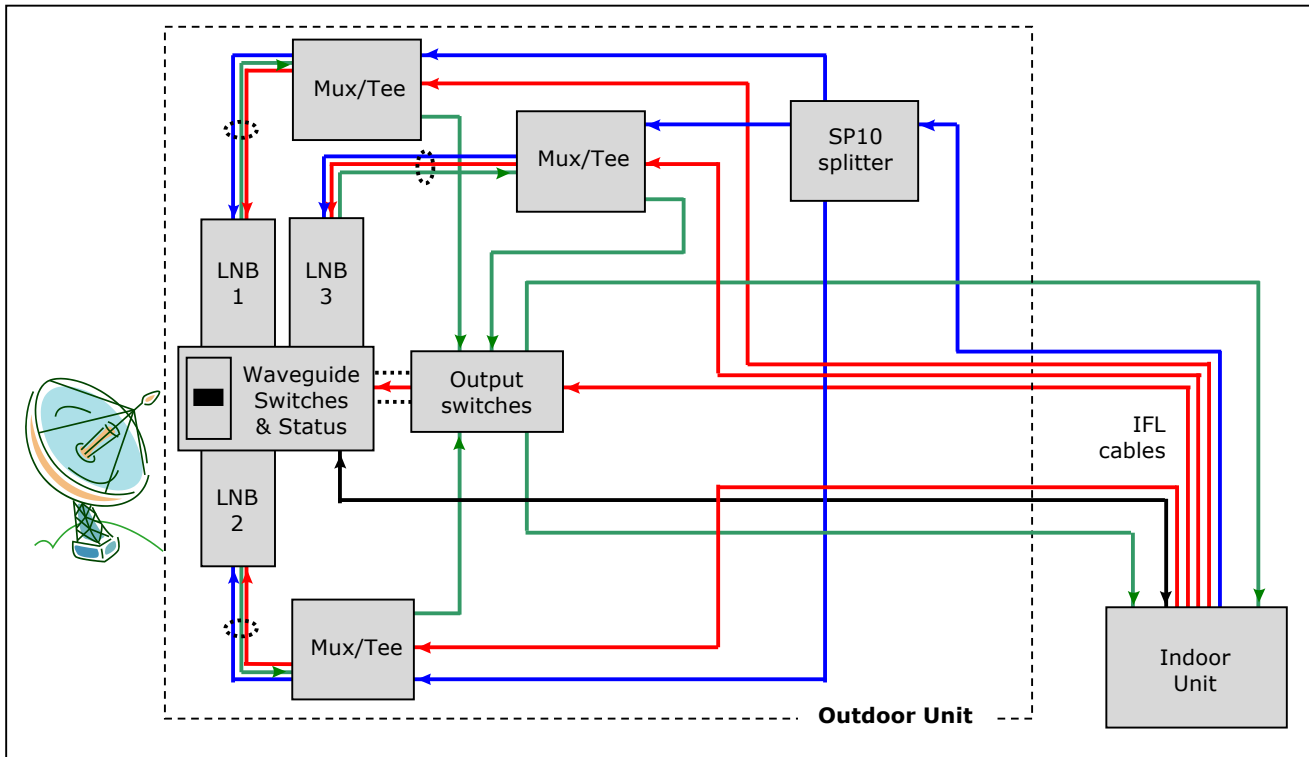 Mux/Tee
Mux/Tee
SP10
splitter
LNB
1
LNB
3
Waveguide
Switches
& Status
Output
switches
IFL
cables
LNB
2
Mux/Tee
Indoor
Unit
Outdoor Unit